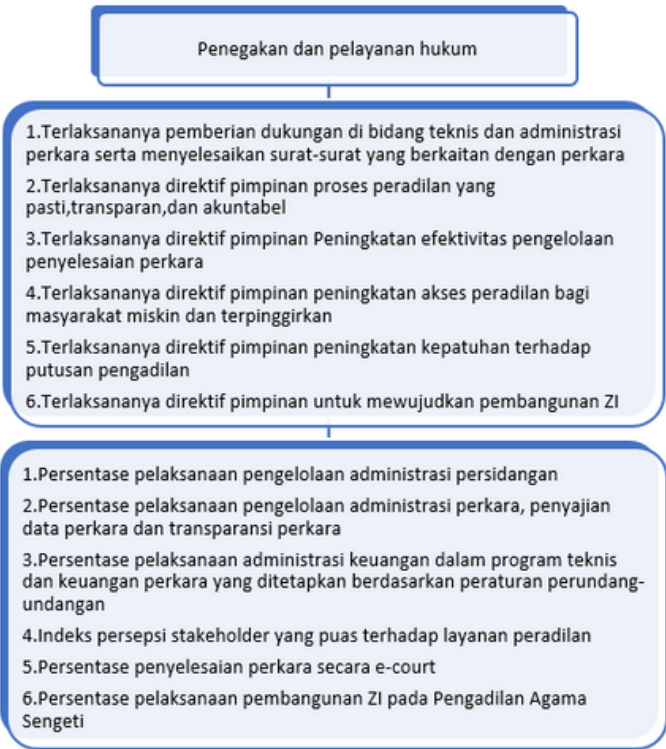 Penegakan dan pelayanan hukum
1.Terlaksananya pemberian dukungan di bidang teknis dan administrasi
perkara serta menyelesaikan surat-surat yang berkaitan dengan perkara
2.Terlaksananya direktif pimpinan proses peradilan yang
pasti,transparan,dan akuntabel
3.Terlaksananya direktif pimpinan Peningkatan efektivitas pengelolaan
penyelesaian perkara
4.Terlaksananya direktif pimpinan peningkatan akses peradilan bagi
masyarakat miskin dan terpinggirkan
5.Terlaksananya direktif pimpinan peningkatan kepatuhan terhadap
putusan pengadilan
6.Terlaksananya direktif pimpinan untuk mewujudkan pembangunan ZI
1.Persentase pelaksanaan pengelolaan administrasi persidangan
2.Persentase pelaksanaan pengelolaan administrasi perkara, penyajian
data perkara dan transparansi perkara
3.Persentase pelaksanaan administrasi keuangan dalam program teknis
dan keuangan perkara yang ditetapkan berdasarkan peraturan perundang-
undangan
4.Indeks persepsi stakeholder yang puas terhadap layanan peradilan
5.Persentase penyelesaian perkara secara e-court
6.Persentase pelaksanaan pembangunan ZI pada Pengadilan Agama
Sengeti